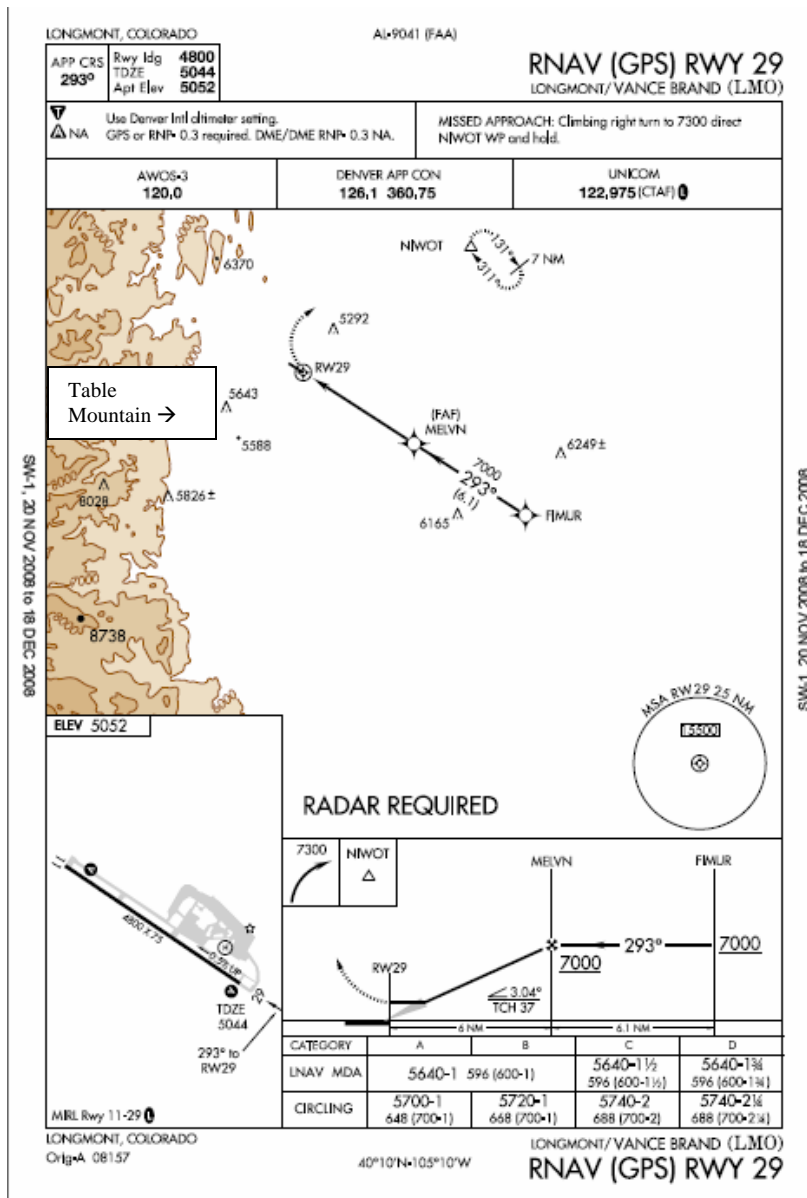 LONGMONT, COLORADO
AL-9041 (FAA)
APP CRS
293°
Rwy Idg 4800
TDZE 5044
Apt Elev 5052
RNAV (GPS) RWY 29
LONGMONT/ VANCE BRAND (LMO)
T
A NA
Use Denver Intl altimeter setting.
GPS or RNP- 0.3 required. DME/DME RNP- 0.3 NA.
MISSED APPROACH: Climbing right turn to 7300 direct
NIWOT WP and hold.
AWOS-3
120.0
DENVER APP CON
126.1 360.75
UNICOM
122.975 (CTAF) L
NIWOT
131°
311°
7 NM
6370
5292
RW29
Table
Mountain →
5643
5588
(FAF)
MELVN
6249±
7000
293°
(6.1)
8028
5826±
6165
FIMUR
8738
SW-1, 20 NOV 2008 to 18 DEC 2008
SW-1, 20 NOV 2008 to 18 DEC 2008
MSA RW29 25 NM
15500
ELEV 5052
RADAR REQUIRED
7300
NIWOT
MELVN
FIMUR
11
4800 X 75
0.5% UP
29
TDZE
5044
293° to
RW29
MIRL Rwy 11-29 L
RW29
7000
293°
7000
3.04°
TCH 37
6 NM
6.1 NM
CATEGORY A B C D
LNAV MDA 5640-1 596 (600-1) 5640-1½ 596 (600-1½) 5640-1¾ 596 (600-1¾)
CIRCLING 5700-1 648 (700-1) 5720-1 668 (700-1) 5740-2 688 (700-2) 5740-2¼ 688 (700-2¼)
LONGMONT, COLORADO
Orig-A 08157
40°10'N-105°10'W
LONGMONT/ VANCE BRAND (LMO)
RNAV (GPS) RWY 29